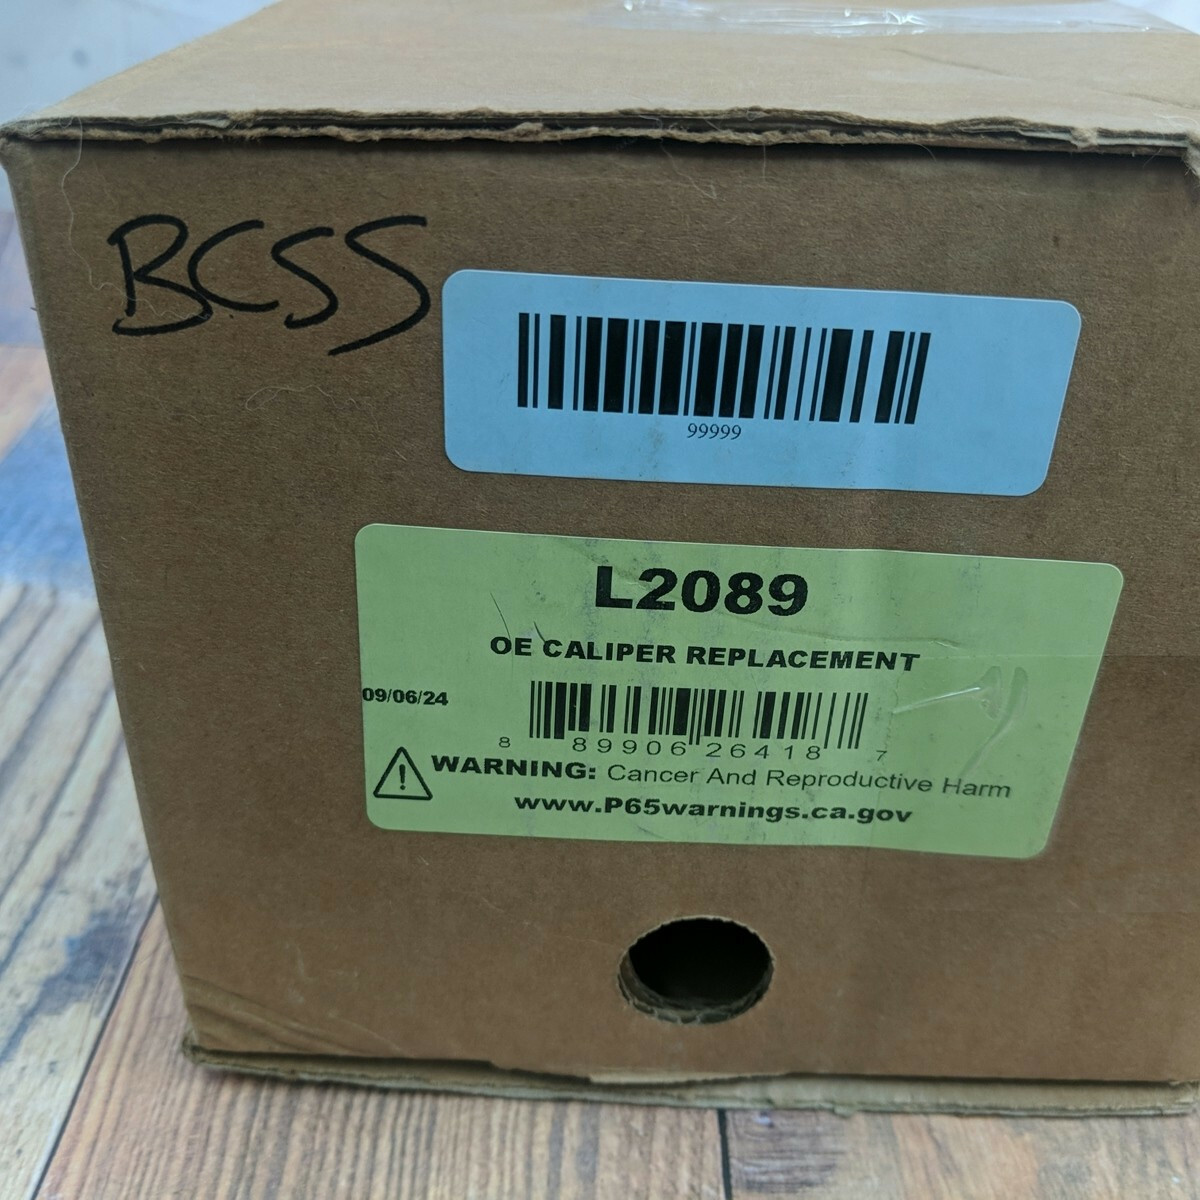 BCSS
99999
L2089
OE CALIPER REPLACEMENT
09/06/24
8 89906 26418 7
WARNING: Cancer And Reproductive Harm
www.P65warnings.ca.gov